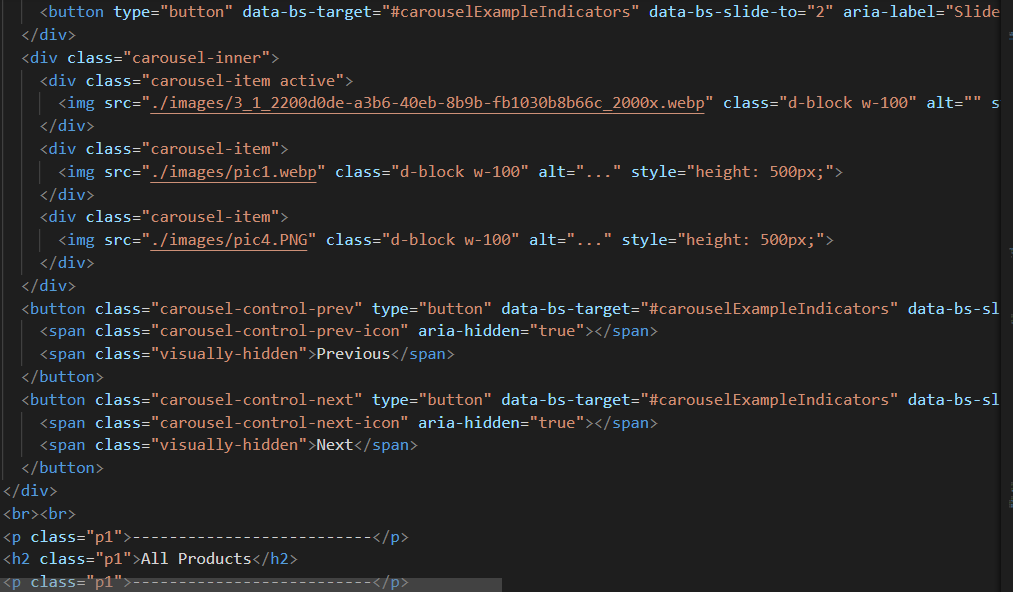 <button type="button" data-bs-target="#carouselExampleIndicators" data-bs-slide-to="2" aria-label="Slide
</div>
<div class="carousel-inner">
<div class="carousel-item active">
<img src="./images/3_1_2200d0de-a3b6-40eb-8b9b-fb1030b8b66c_2000x.webp" class="d-block w-100" alt="" s
</div>
<div class="carousel-item">
<img src="./images/pic1.webp" class="d-block w-100" alt="..." style="height: 500px;">
</div>
<div class="carousel-item">
<img src="./images/pic4.PNG" class="d-block w-100" alt="..." style="height: 500px;">
</div>
</div>
<button class="carousel-control-prev" type="button" data-bs-target="#carouselExampleIndicators" data-bs-sl
<span class="carousel-control-prev-icon" aria-hidden="true"></span>
<span class="visually-hidden">Previous</span>
</button>
<button class="carousel-control-next" type="button" data-bs-target="#carouselExampleIndicators" data-bs-sl
<span class="carousel-control-next-icon" aria-hidden="true"></span>
<span class="visually-hidden">Next</span>
</button>
</div>
<br><br>
<p class="p1">--------------------------</p>
<h2 class="p1">All Products</h2>
<p class="p1">--------------------------</p>